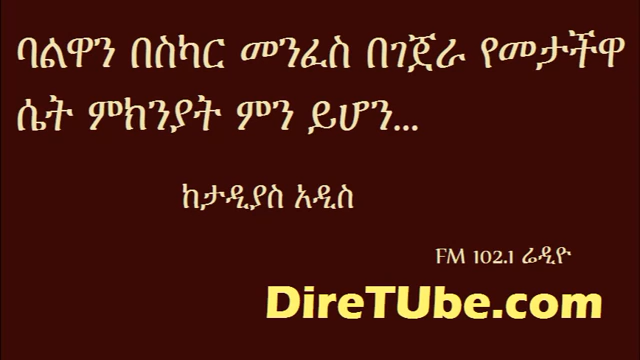 ባልዋን በስካር መንፈስ በገጀራ የመታችዋ
ሴት ምክንያት ምን ይሆን...
ከታዲያስ አዲስ
FM 102.1 ሬዲዮ
DireTUbe.com